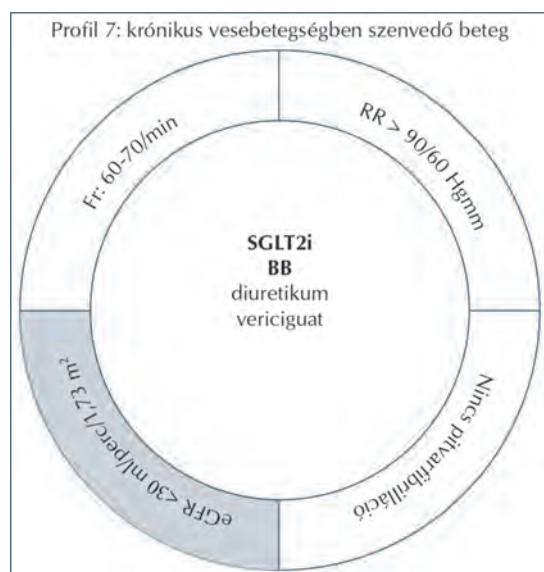 Profil 7: krónikus vesebetegségben szenvedő beteg
Fr: 60-70/min
RR > 90/60 Hgmm
SGLT2i
BB
diuretikum
vericiguat
eGFR <30 ml/perc/1,73 m²
Nincs pitvarfibrilláció